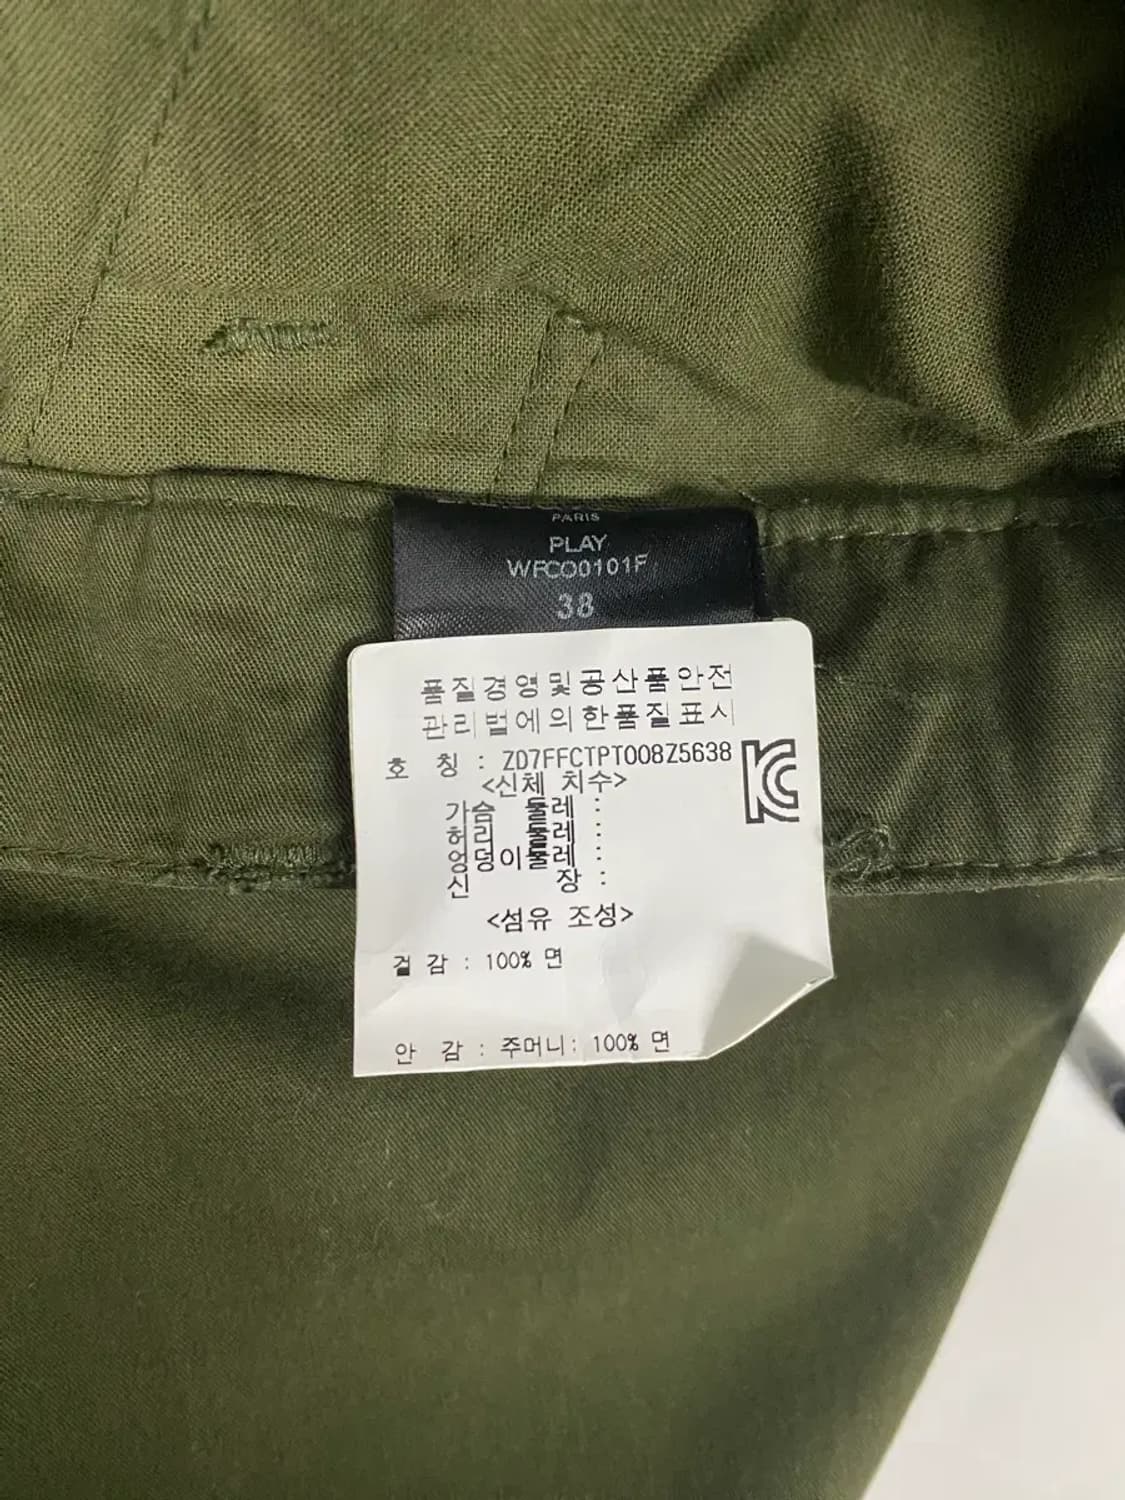 PARIS
PLAY
WFCO0101F
38
품질경영및공산품안전
관리법에의한품질표시
호 칭 : ZD7FFCTPT008Z5638
<신체 치수>
가슴 둘레 :
허리 둘레 :
엉덩이둘레 :
신 장 :
<섬유 조성>
겉 감 : 100% 면
안 감 : 주머니: 100% 면